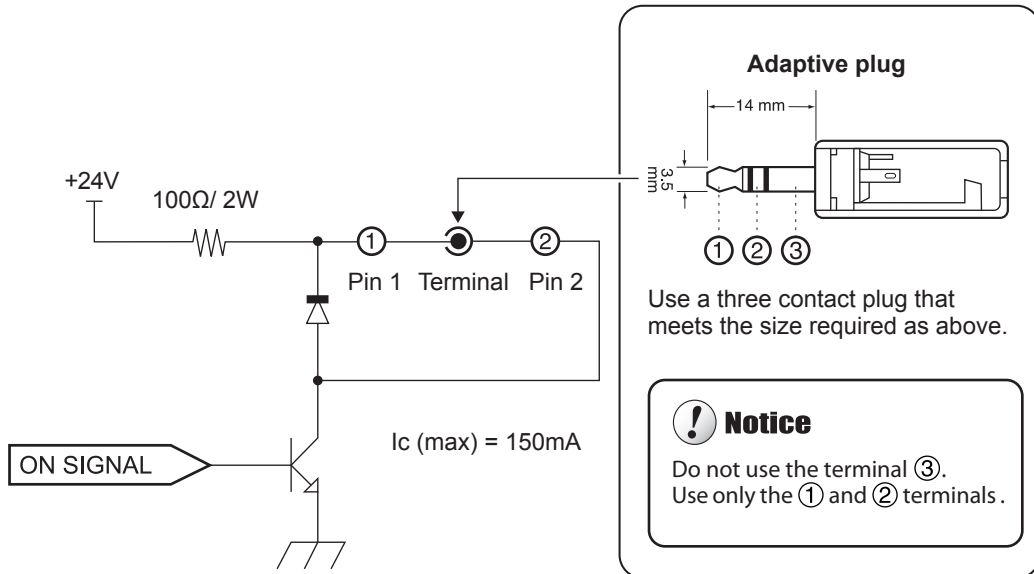 Adaptive plug
14 mm
3.5 mm
① ② ③
Use a three contact plug that
meets the size required as above.
Notice
Do not use the terminal ③.
Use only the ① and ② terminals .
+24V
100Ω/ 2W
① ②
Pin 1 Terminal Pin 2
Ic (max) = 150mA
ON SIGNAL